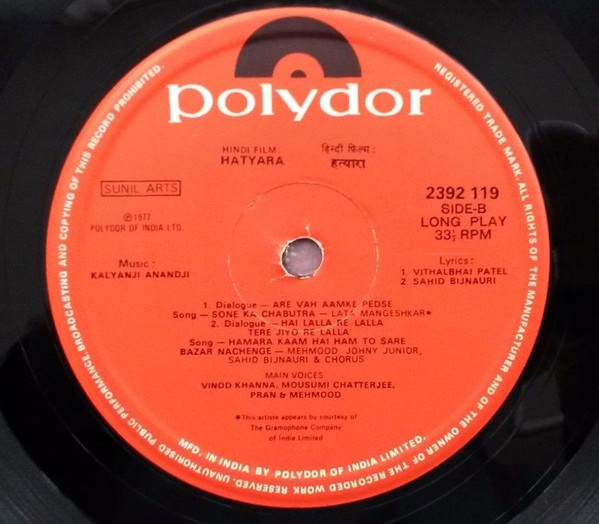 polydor
HINDI FILM:
HATYARA
हिन्दी फिल्म:
हत्यारा
SUNIL ARTS
℗ 1977
POLYDOR OF INDIA LTD.
2392 119
SIDE-B
LONG PLAY
33⅓ RPM
Music:
KALYANJI ANANDJI
Lyrics:
1. VITHALBHAI PATEL
2. SAHID BIJNAURI
1. Dialogue — ARE VAH AAMKE PEDSE
Song — SONE KA CHABUTRA — LATA MANGESHKAR*
2. Dialogue — HAI LALLA RE LALLA
TERE JIYO RE LALLA
Song — HAMARA KAAM HAI HAM TO SARE
BAZAR NACHENGE — MEHMOOD, JOHNY JUNIOR,
SAHID BIJNAURI & CHORUS
MAIN VOICES
VINOD KHANNA, MOUSUMI CHATTERJEE,
PRAN & MEHMOOD
*This artiste appears by courtesy of
The Gramophone Company
of India Limited
MFD. IN INDIA BY POLYDOR OF INDIA LIMITED.
REGISTERED TRADE MARK. ALL RIGHTS OF THE MANUFACTURER AND OF THE OWNER OF THE RECORDED WORK RESERVED. UNAUTHORISED PUBLIC PERFORMANCE, BROADCASTING AND COPYING OF THIS RECORD PROHIBITED.